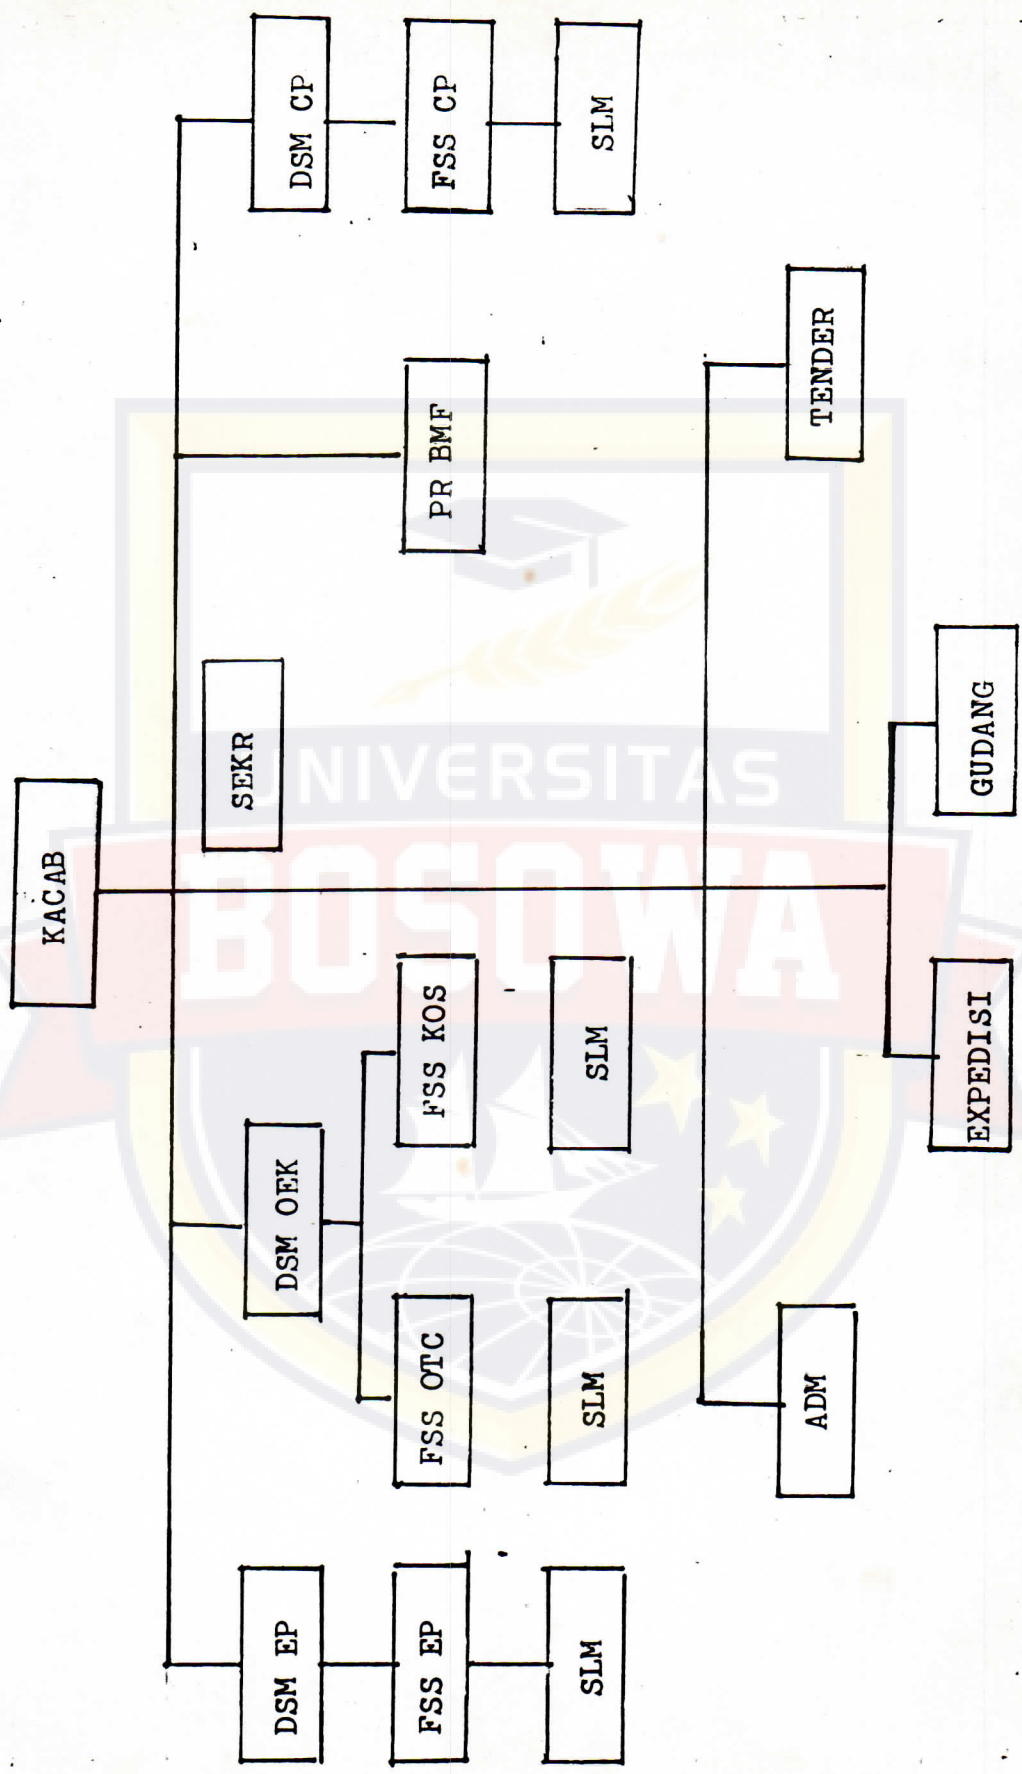 KACAB
SEKR
DSM EP
DSM OEK
DSM CP
FSS EP
FSS OTC
FSS KOS
PR BMF
FSS CP
SLM
SLM
SLM
SLM
ADM
TENDER
EXPEDISI
GUDANG
UNIVERSITAS
BOSOWA